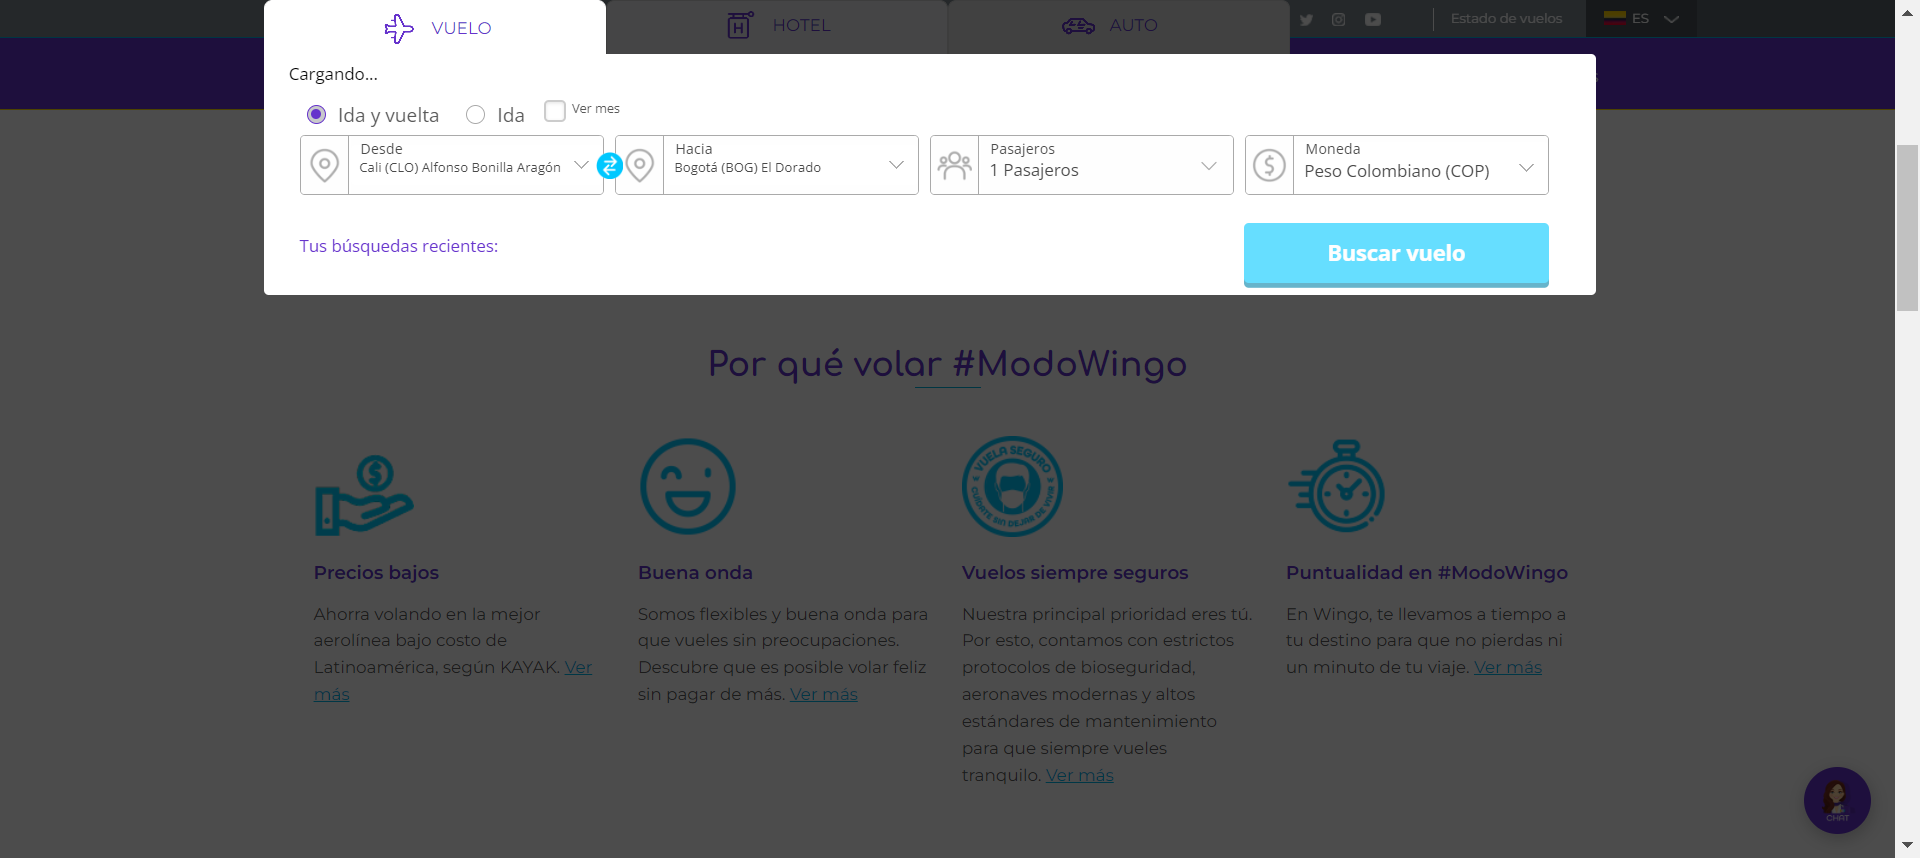 VUELO
HOTEL
AUTO
Estado de vuelos
ES
Cargando...
Ida y vuelta
Ida
Ver mes
Desde
Cali (CLO) Alfonso Bonilla Aragón
Hacia
Bogotá (BOG) El Dorado
Pasajeros
1 Pasajeros
Moneda
Peso Colombiano (COP)
Tus búsquedas recientes:
Buscar vuelo
Por qué volar #ModoWingo
VUELA SEGURO
CUÍDATE SIN DEJAR DE VIVIR
Precios bajos
Ahorra volando en la mejor
aerolínea bajo costo de
Latinoamérica, según KAYAK. Ver
más
Buena onda
Somos flexibles y buena onda para
que vueles sin preocupaciones.
Descubre que es posible volar feliz
sin pagar de más. Ver más
Vuelos siempre seguros
Nuestra principal prioridad eres tú.
Por esto, contamos con estrictos
protocolos de bioseguridad,
aeronaves modernas y altos
estándares de mantenimiento
para que siempre vueles
tranquilo. Ver más
Puntualidad en #ModoWingo
En Wingo, te llevamos a tiempo a
tu destino para que no pierdas ni
un minuto de tu viaje. Ver más
CHAT